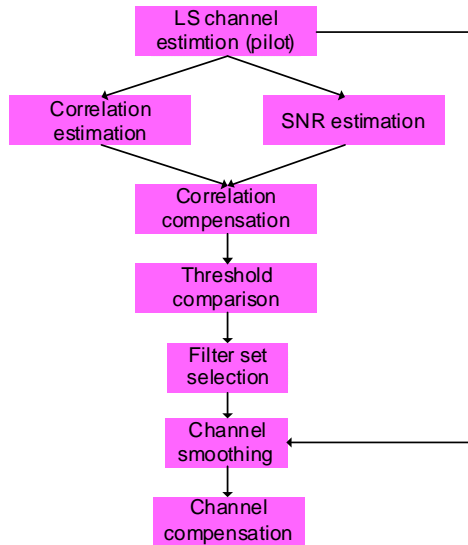 LS channel
estimtion (pilot)
Correlation
estimation
SNR estimation
Correlation
compensation
Threshold
comparison
Filter set
selection
Channel
smoothing
Channel
compensation